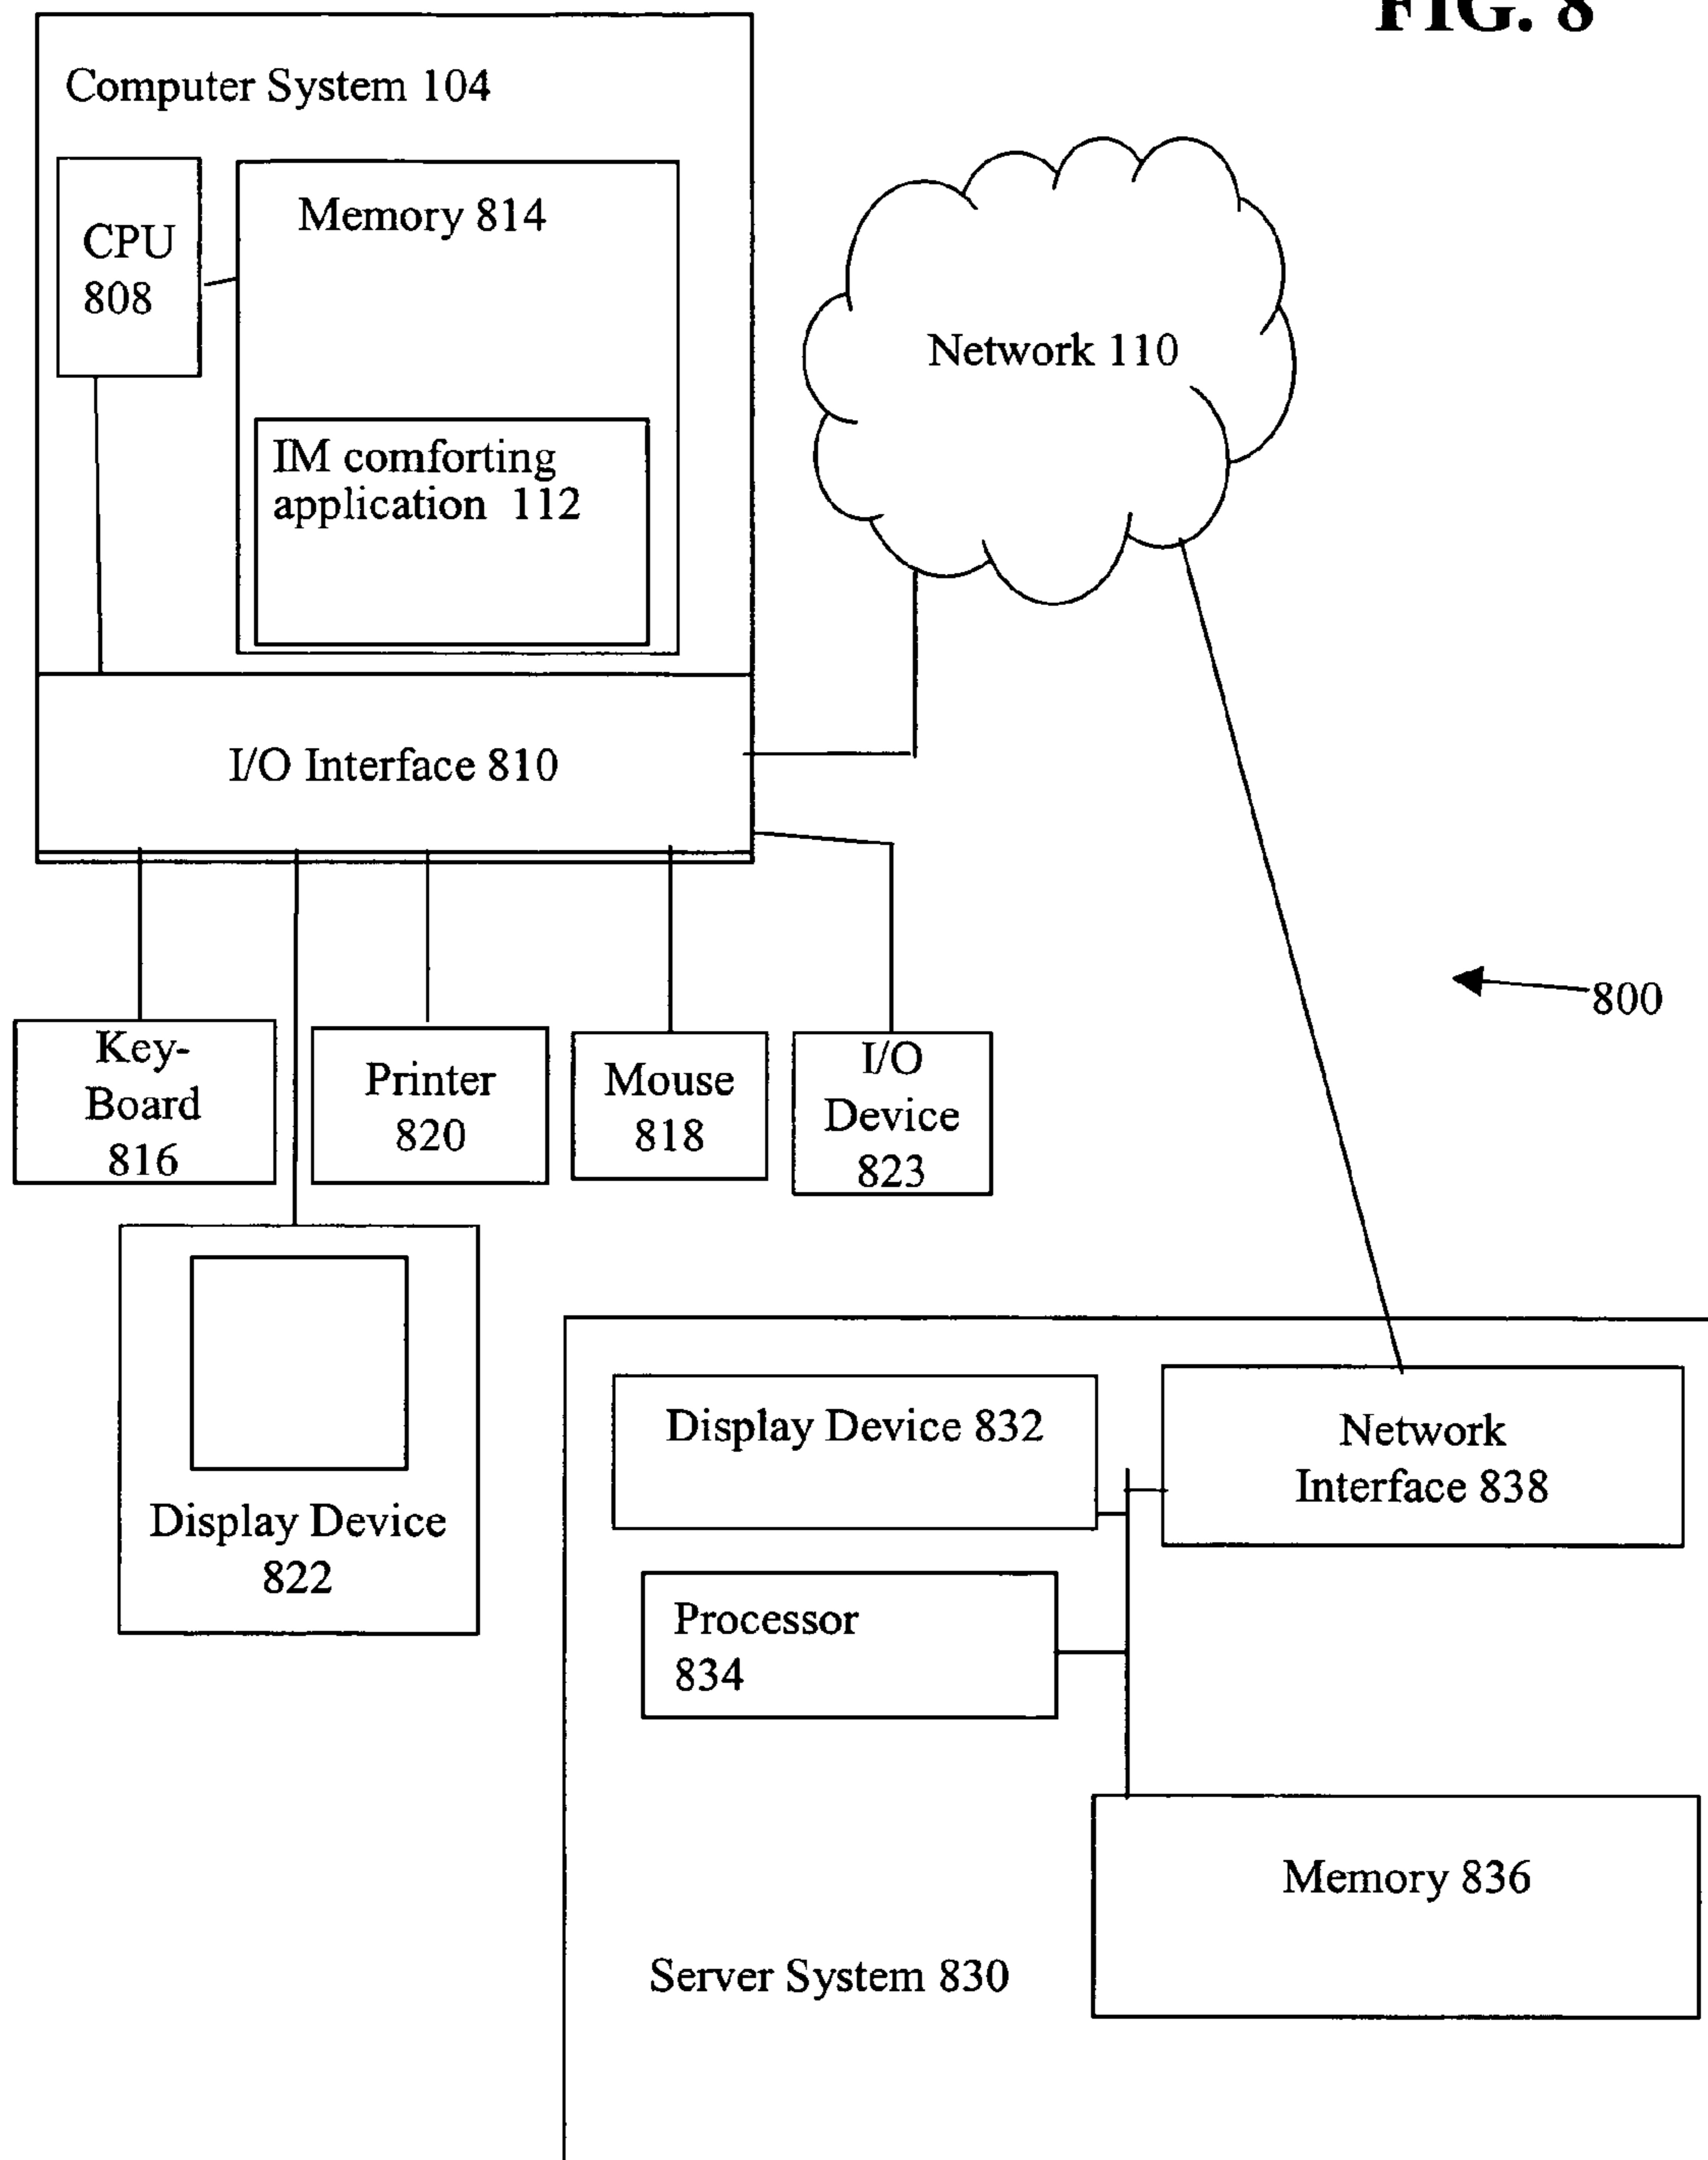 FIG. 8
Computer System 104
CPU
808
Memory 814
IM comforting
application 112
Network 110
I/O Interface 810
800
Key-
Board
816
Printer
820
Mouse
818
I/O
Device
823
Display Device
822
Display Device 832
Network
Interface 838
Processor
834
Memory 836
Server System 830